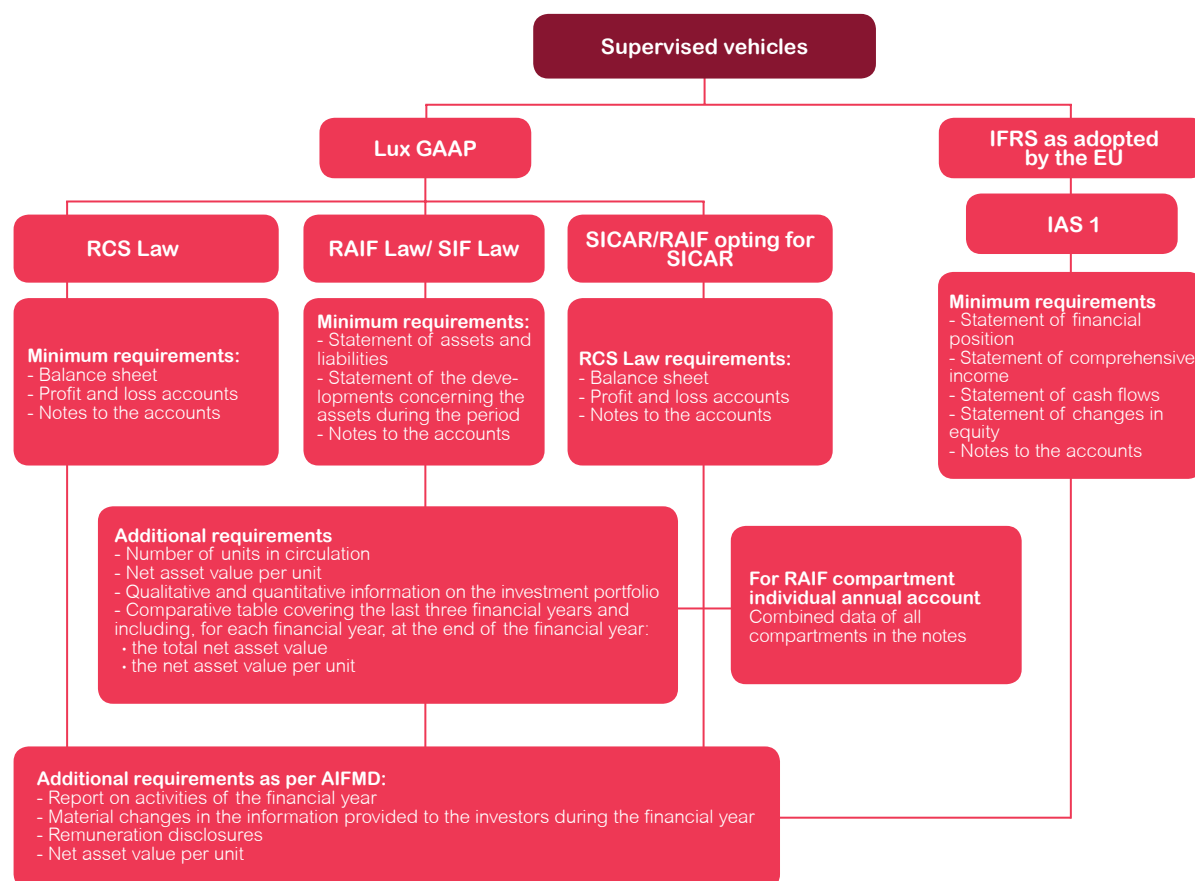 Supervised vehicles
Lux GAAP
IFRS as adopted
by the EU
RCS Law
RAIF Law/ SIF Law
SICAR/RAIF opting for
SICAR
IAS 1
Minimum requirements:
- Balance sheet
- Profit and loss accounts
- Notes to the accounts
Minimum requirements:
- Statement of assets and
liabilities
- Statement of the deve-
lopments concerning the
assets during the period
- Notes to the accounts
RCS Law requirements:
- Balance sheet
- Profit and loss accounts
- Notes to the accounts
Minimum requirements
- Statement of financial
position
- Statement of comprehensive
income
- Statement of cash flows
- Statement of changes in
equity
- Notes to the accounts
Additional requirements
- Number of units in circulation
- Net asset value per unit
- Qualitative and quantitative information on the investment portfolio
- Comparative table covering the last three financial years and
including, for each financial year, at the end of the financial year:
• the total net asset value
• the net asset value per unit
For RAIF compartment
individual annual account
Combined data of all
compartments in the notes
Additional requirements as per AIFMD:
- Report on activities of the financial year
- Material changes in the information provided to the investors during the financial year
- Remuneration disclosures
- Net asset value per unit